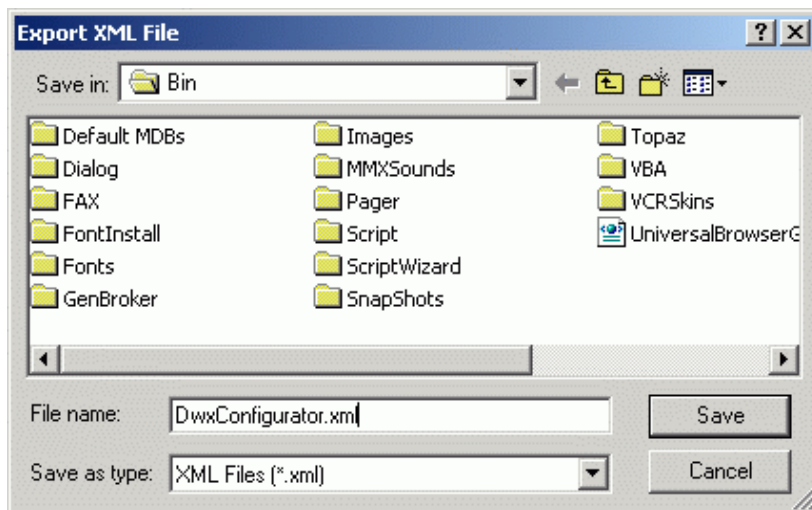 Export XML File
Save in: Bin
Default MDBs Images Topaz
Dialog MMXSounds VBA
FAX Pager VCRSkins
FontInstall Script UniversalBrowserG
Fonts ScriptWizard
GenBroker SnapShots
File name: DwxConfigurator.xml Save
Save as type: XML Files (*.xml) Cancel